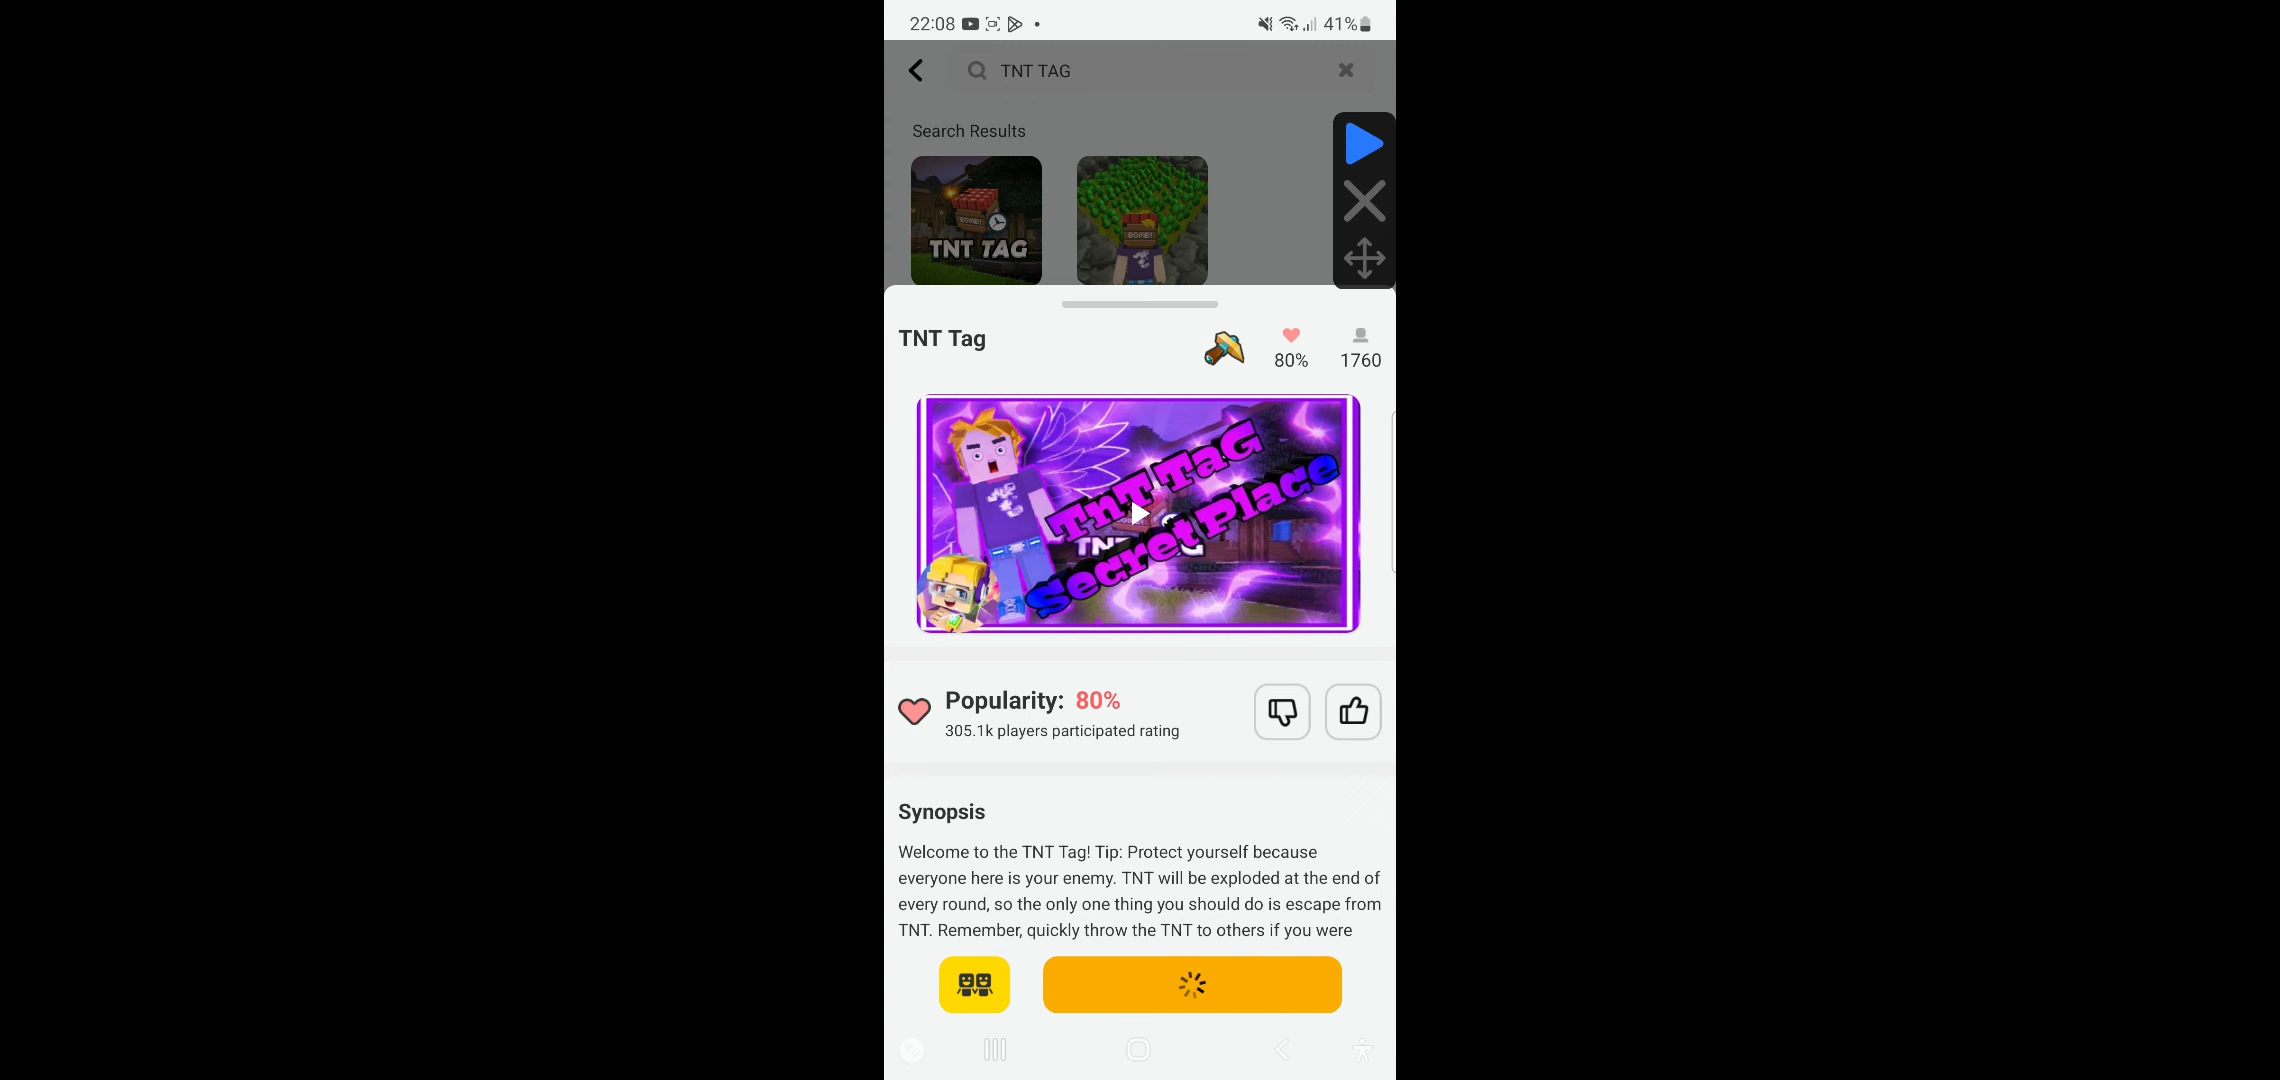 22:08
41%
TNT TAG
Search Results
BOMB!
TNT TAG
BOMB!
TNT Tag
80%
1760
TnT TaG
Secret Place
Popularity: 80%
305.1k players participated rating
Synopsis
Welcome to the TNT Tag! Tip: Protect yourself because
everyone here is your enemy. TNT will be exploded at the end of
every round, so the only one thing you should do is escape from
TNT. Remember, quickly throw the TNT to others if you were